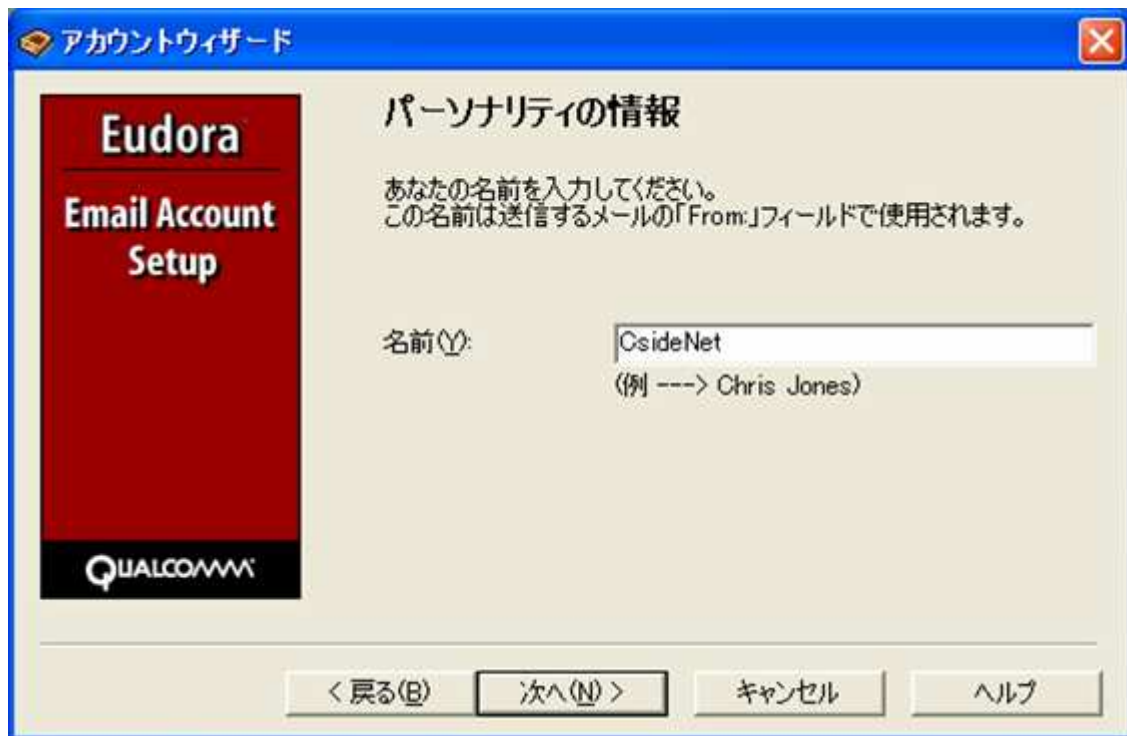 アカウントウィザード
Eudora
Email Account
Setup
QUALCOMM
パーソナリティの情報
あなたの名前を入力してください。
この名前は送信するメールの「From:」フィールドで使用されます。
名前(Y):
CsideNet
(例 ---> Chris Jones)
< 戻る(B)
次へ(N) >
キャンセル
ヘルプ